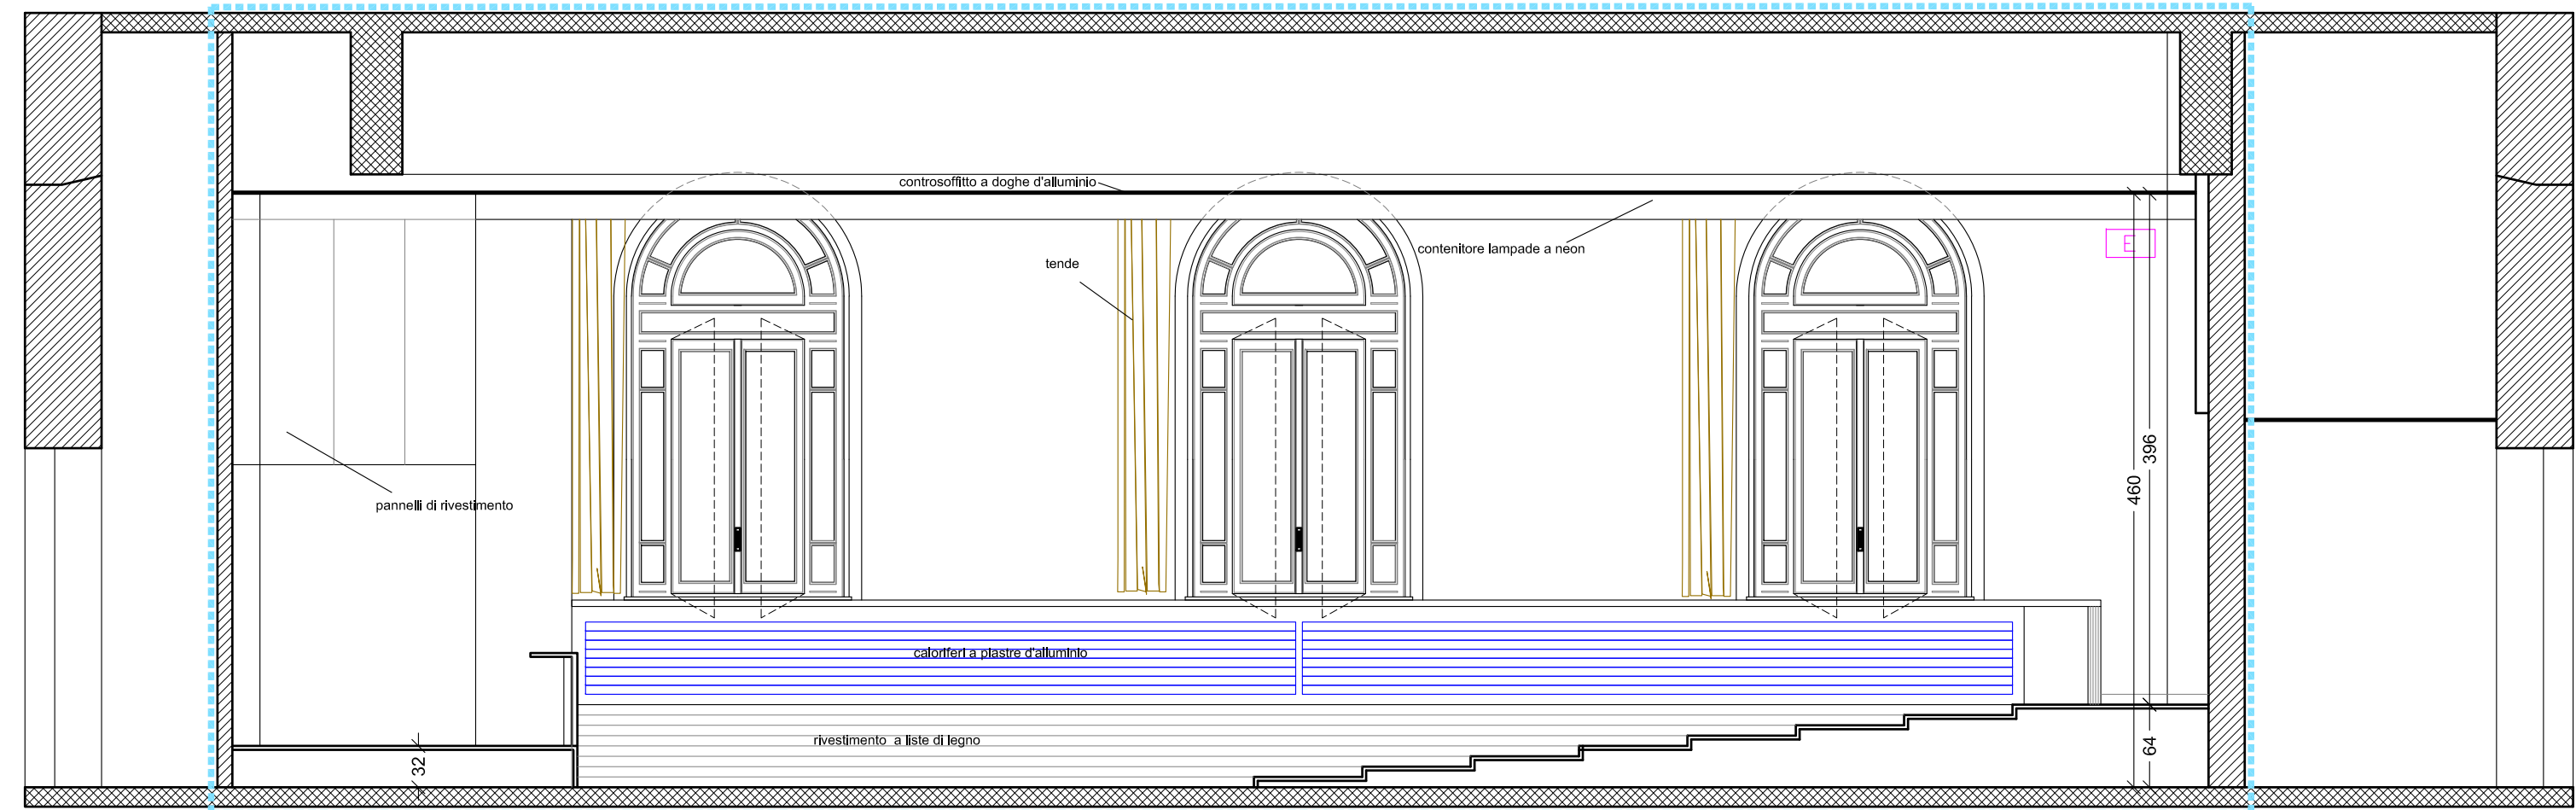 controsoffitto a doghe d'alluminio
contenitore lampade a neon
E
tende
396
460
pannelli di rivestimento
caloriferi a piastre d'alluminio
rivestimento a liste di legno
32
64